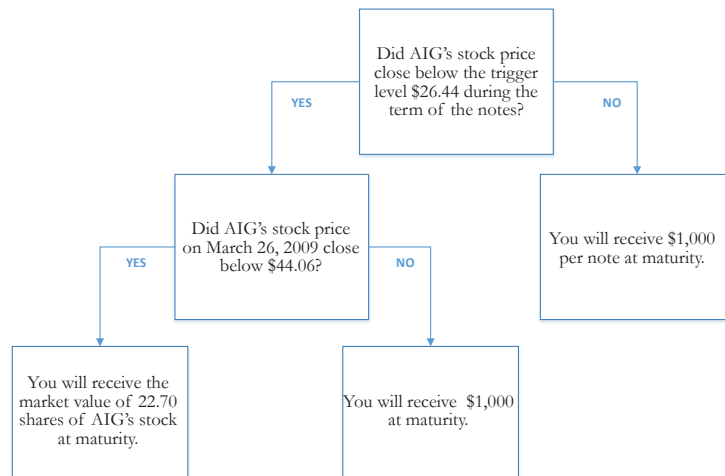 Did AIG's stock price
close below the trigger
level $26.44 during the
term of the notes?
YES
NO
Did AIG's stock price
on March 26, 2009 close
below $44.06?
You will receive $1,000
per note at maturity.
YES
NO
You will receive the
market value of 22.70
shares of AIG's stock
at maturity.
You will receive $1,000
at maturity.